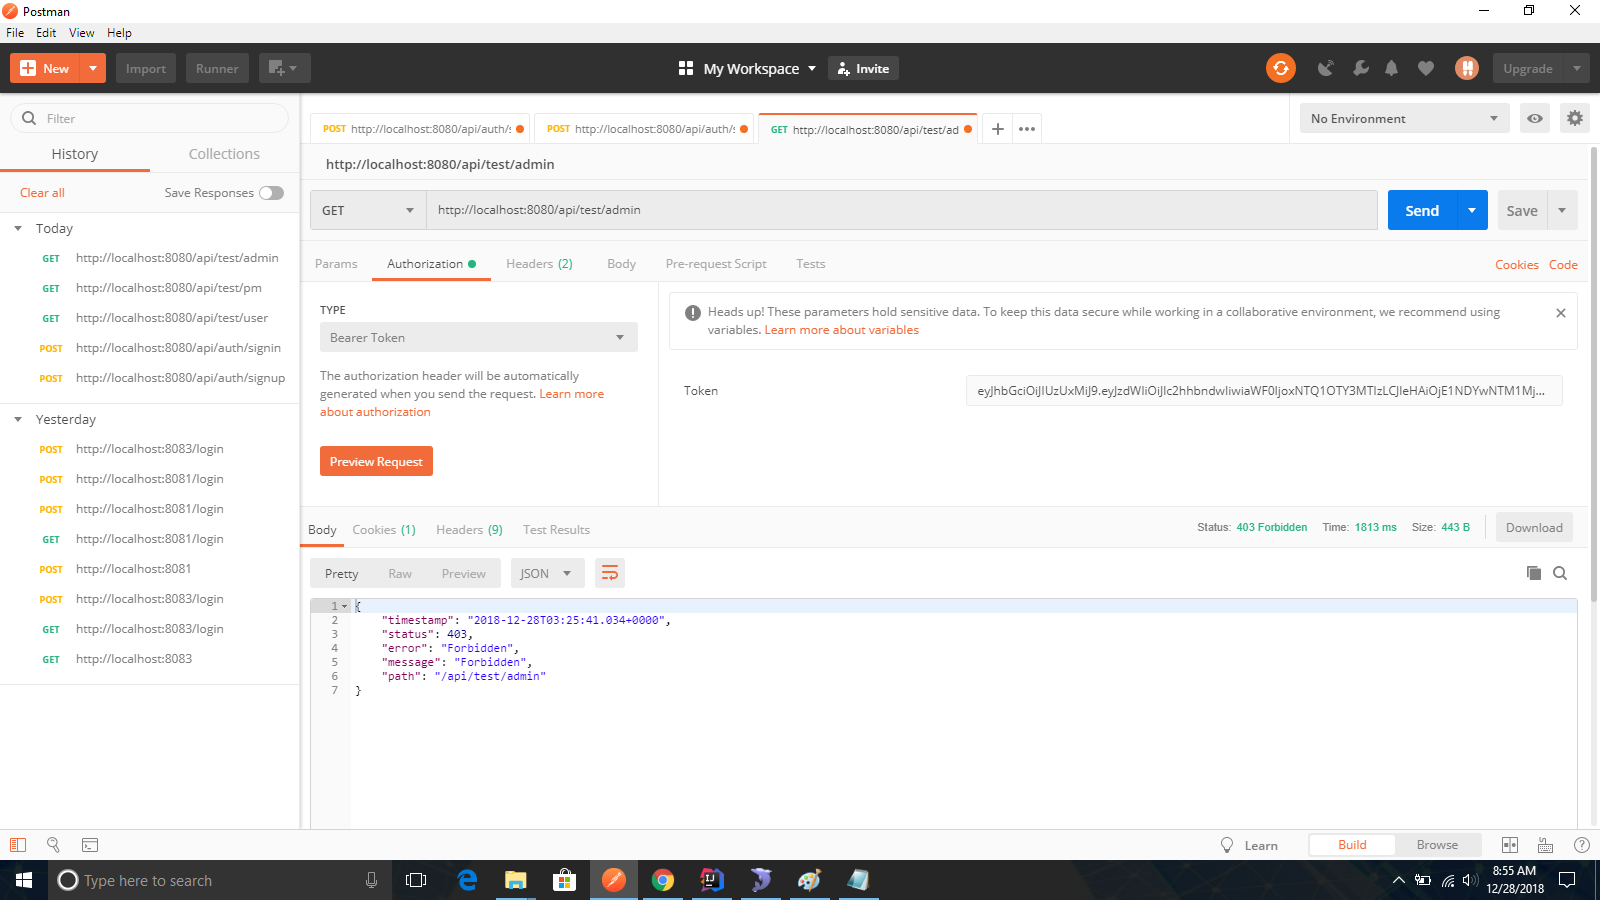 Postman
File Edit View Help
New Import Runner My Workspace Invite Upgrade
Filter
History Collections
Clear all Save Responses
Today
GET http://localhost:8080/api/test/admin
GET http://localhost:8080/api/test/pm
GET http://localhost:8080/api/test/user
POST http://localhost:8080/api/auth/signin
POST http://localhost:8080/api/auth/signup
Yesterday
POST http://localhost:8083/login
POST http://localhost:8081/login
POST http://localhost:8081/login
GET http://localhost:8081/login
POST http://localhost:8081
POST http://localhost:8083/login
GET http://localhost:8083/login
GET http://localhost:8083
POST http://localhost:8080/api/auth/s POST http://localhost:8080/api/auth/s GET http://localhost:8080/api/test/ad + •••
No Environment
http://localhost:8080/api/test/admin
GET http://localhost:8080/api/test/admin Send Save
Params Authorization Headers (2) Body Pre-request Script Tests Cookies Code
TYPE
Bearer Token
The authorization header will be automatically
generated when you send the request. Learn more
about authorization
Preview Request
Heads up! These parameters hold sensitive data. To keep this data secure while working in a collaborative environment, we recommend using
variables. Learn more about variables
Token
Body Cookies (1) Headers (9) Test Results Status: 403 Forbidden Time: 1813 ms Size: 443 B Download
Pretty Raw Preview JSON
1 {
2 "timestamp": "2018-12-28T03:25:41.034+0000",
3 "status": 403,
4 "error": "Forbidden",
5 "message": "Forbidden",
6 "path": "/api/test/admin"
7 }
Learn Build Browse
Type here to search
8:55 AM
12/28/2018